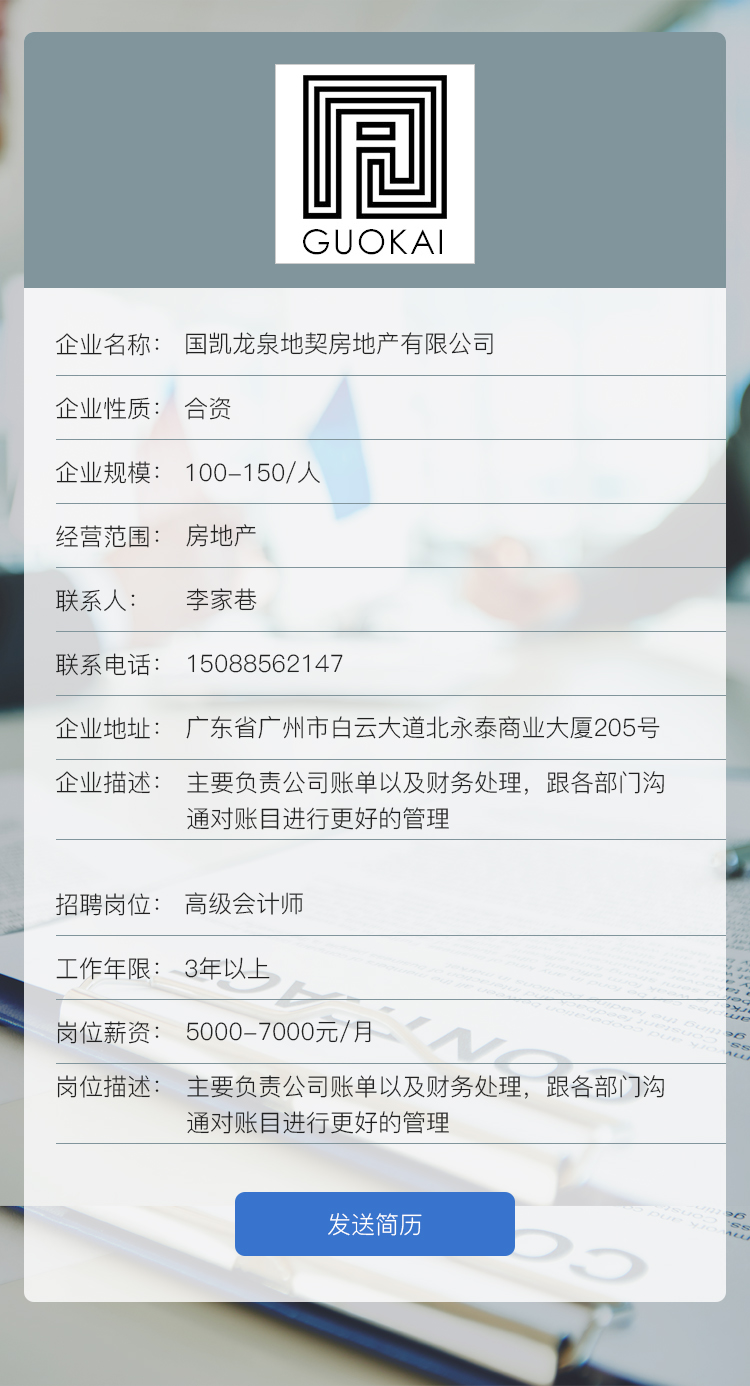 GUOKAI
企业名称： 国凯龙泉地契房地产有限公司
企业性质： 合资
企业规模： 100-150/人
经营范围： 房地产
联系人： 李家巷
联系电话： 15088562147
企业地址： 广东省广州市白云大道北永泰商业大厦205号
企业描述： 主要负责公司账单以及财务处理，跟各部门沟
通对账目进行更好的管理
招聘岗位： 高级会计师
工作年限： 3年以上
岗位薪资： 5000-7000元/月
岗位描述： 主要负责公司账单以及财务处理，跟各部门沟
通对账目进行更好的管理
发送简历
CONTRACT